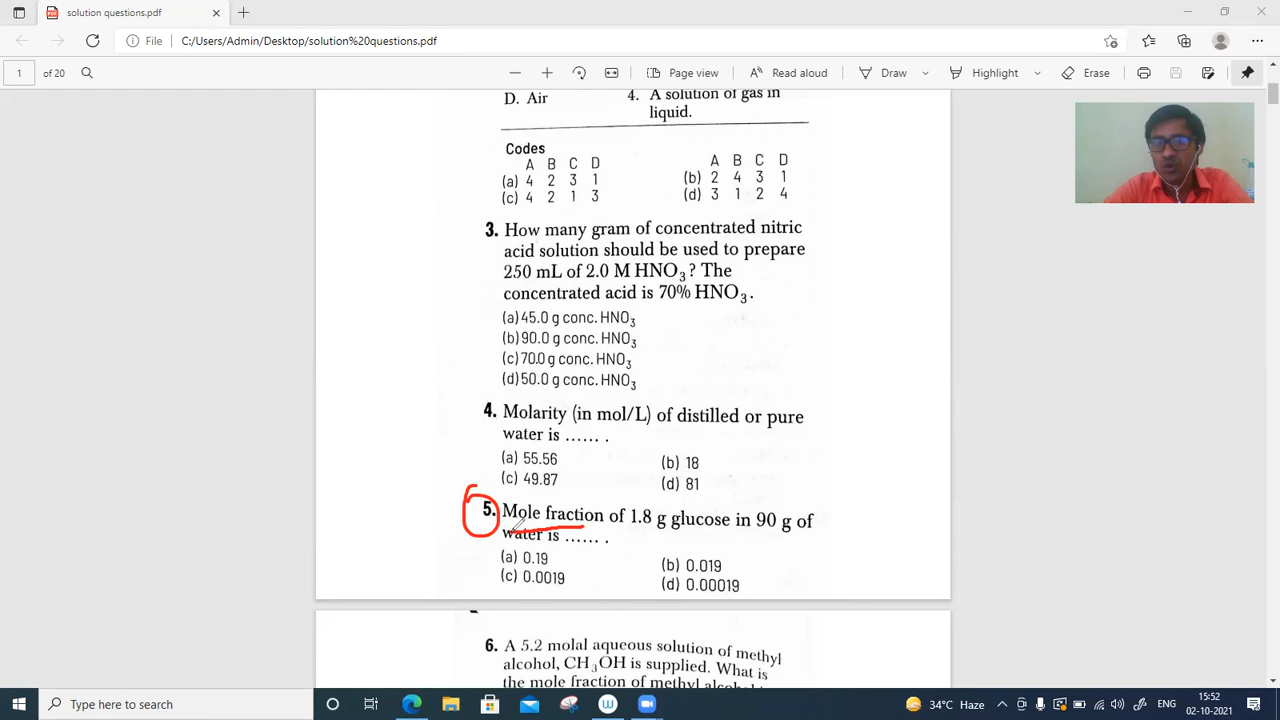 solution questions.pdf
File C:/Users/Admin/Desktop/solution%20questions.pdf
1 of 20 Page view A Read aloud Draw Highlight Erase
D. Air 4. A solution of gas in
liquid.
Codes
A B C D
(a) 4 2 3 1
(c) 4 2 1 3
A B C D
(b) 2 4 3 1
(d) 3 1 2 4
3. How many gram of concentrated nitric
acid solution should be used to prepare
250 mL of 2.0 M HNO₃? The
concentrated acid is 70% HNO₃.
(a) 45.0 g conc. HNO₃
(b) 90.0 g conc. HNO₃
(c) 70.0 g conc. HNO₃
(d) 50.0 g conc. HNO₃
4. Molarity (in mol/L) of distilled or pure
water is ...... .
(a) 55.56 (b) 18
(c) 49.87 (d) 81
5. Mole fraction of 1.8 g glucose in 90 g of
water is ...... .
(a) 0.19 (b) 0.019
(c) 0.0019 (d) 0.00019
6. A 5.2 molal aqueous solution of methyl
alcohol, CH₃OH is supplied. What is
the mole fraction of methyl alcohol
Type here to search 34°C Haze ENG 15:52
02-10-2021